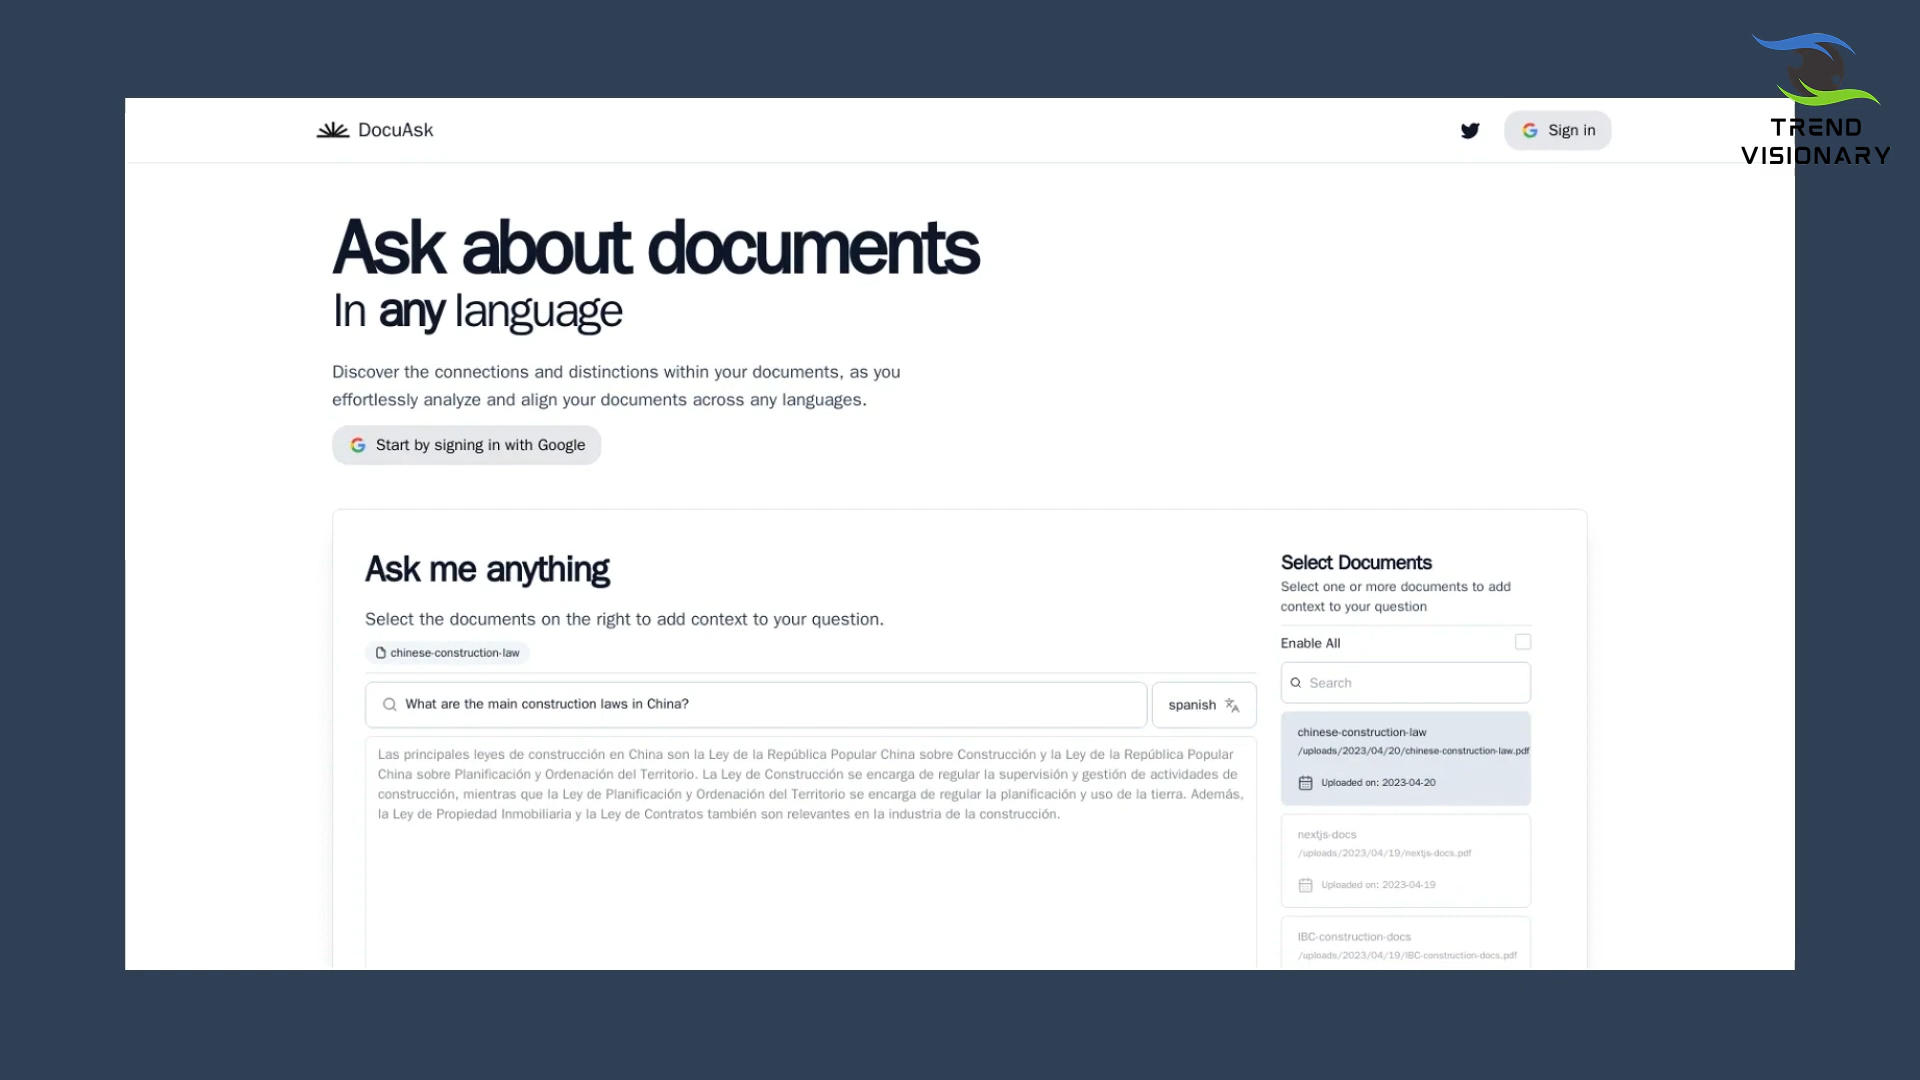 TREND
VISIONARY
DocuAsk
Sign in
Ask about documents
In any language
Discover the connections and distinctions within your documents, as you
effortlessly analyze and align your documents across any languages.
Start by signing in with Google
Ask me anything
Select the documents on the right to add context to your question.
chinese-construction-law
What are the main construction laws in China?
spanish
Las principales leyes de construcción en China son la Ley de la República Popular China sobre Construcción y la Ley de la República Popular
China sobre Planificación y Ordenación del Territorio. La Ley de Construcción se encarga de regular la supervisión y gestión de actividades de
construcción, mientras que la Ley de Planificación y Ordenación del Territorio se encarga de regular la planificación y uso de la tierra. Además,
la Ley de Propiedad Inmobiliaria y la Ley de Contratos también son relevantes en la industria de la construcción.
Select Documents
Select one or more documents to add
context to your question
Enable All
Search
chinese-construction-law
/uploads/2023/04/20/chinese-construction-law.pdf
Uploaded on: 2023-04-20
nextjs-docs
/uploads/2023/04/19/nextjs-docs.pdf
Uploaded on: 2023-04-19
IBC-construction-docs
/uploads/2023/04/19/IBC-construction-docs.pdf